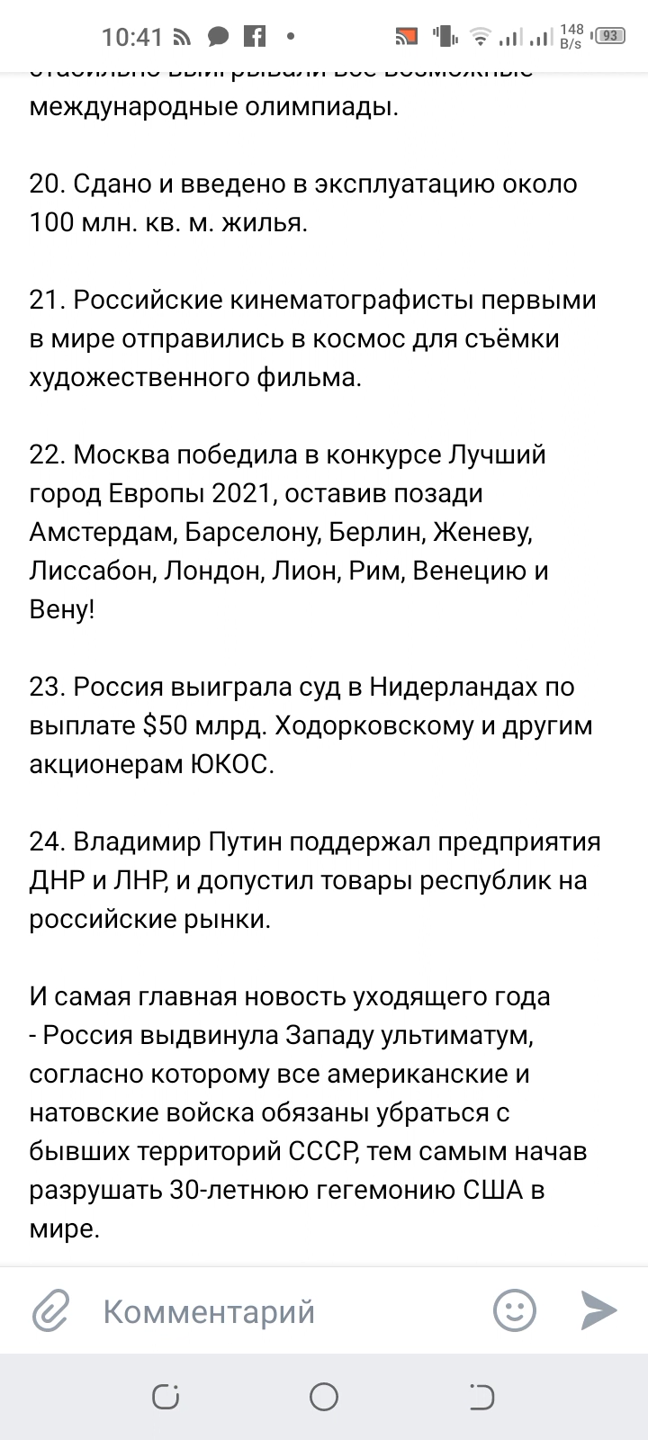 10:41
148
B/s
93
стабильно выигрывали все возможные
международные олимпиады.
20. Сдано и введено в эксплуатацию около
100 млн. кв. м. жилья.
21. Российские кинематографисты первыми
в мире отправились в космос для съёмки
художественного фильма.
22. Москва победила в конкурсе Лучший
город Европы 2021, оставив позади
Амстердам, Барселону, Берлин, Женеву,
Лиссабон, Лондон, Лион, Рим, Венецию и
Вену!
23. Россия выиграла суд в Нидерландах по
выплате $50 млрд. Ходорковскому и другим
акционерам ЮКОС.
24. Владимир Путин поддержал предприятия
ДНР и ЛНР, и допустил товары республик на
российские рынки.
И самая главная новость уходящего года
- Россия выдвинула Западу ультиматум,
согласно которому все американские и
натовские войска обязаны убраться с
бывших территорий СССР, тем самым начав
разрушать 30-летнюю гегемонию США в
мире.
Комментарий